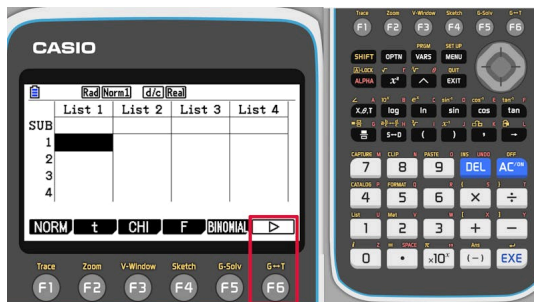 CASIO
Rad Norm1 d/c Real
List 1 List 2 List 3 List 4
SUB
1
2
3
4
NORM t CHI F BINOMIAL ▷
Trace Zoom V-Window Sketch G-Solv G↔T
F1 F2 F3 F4 F5 F6
Trace Zoom V-Window Sketch G-Solv G↔T
F1 F2 F3 F4 F5 F6
PRGM SET UP
SHIFT OPTN VARS MENU
A-LOCK QUIT
ALPHA x² ^ EXIT
X,θ,T log ln sin cos tan
S↔D ( ) , →
CAPTURE M CLIP N PASTE O INS UNDO OFF
7 8 9 DEL AC/ON
CATALOG P FORMAT Q
4 5 6 × ÷
List U Mat V
1 2 3 + −
i Z = SPACE π Ans
0 • ×10ˣ (−) EXE